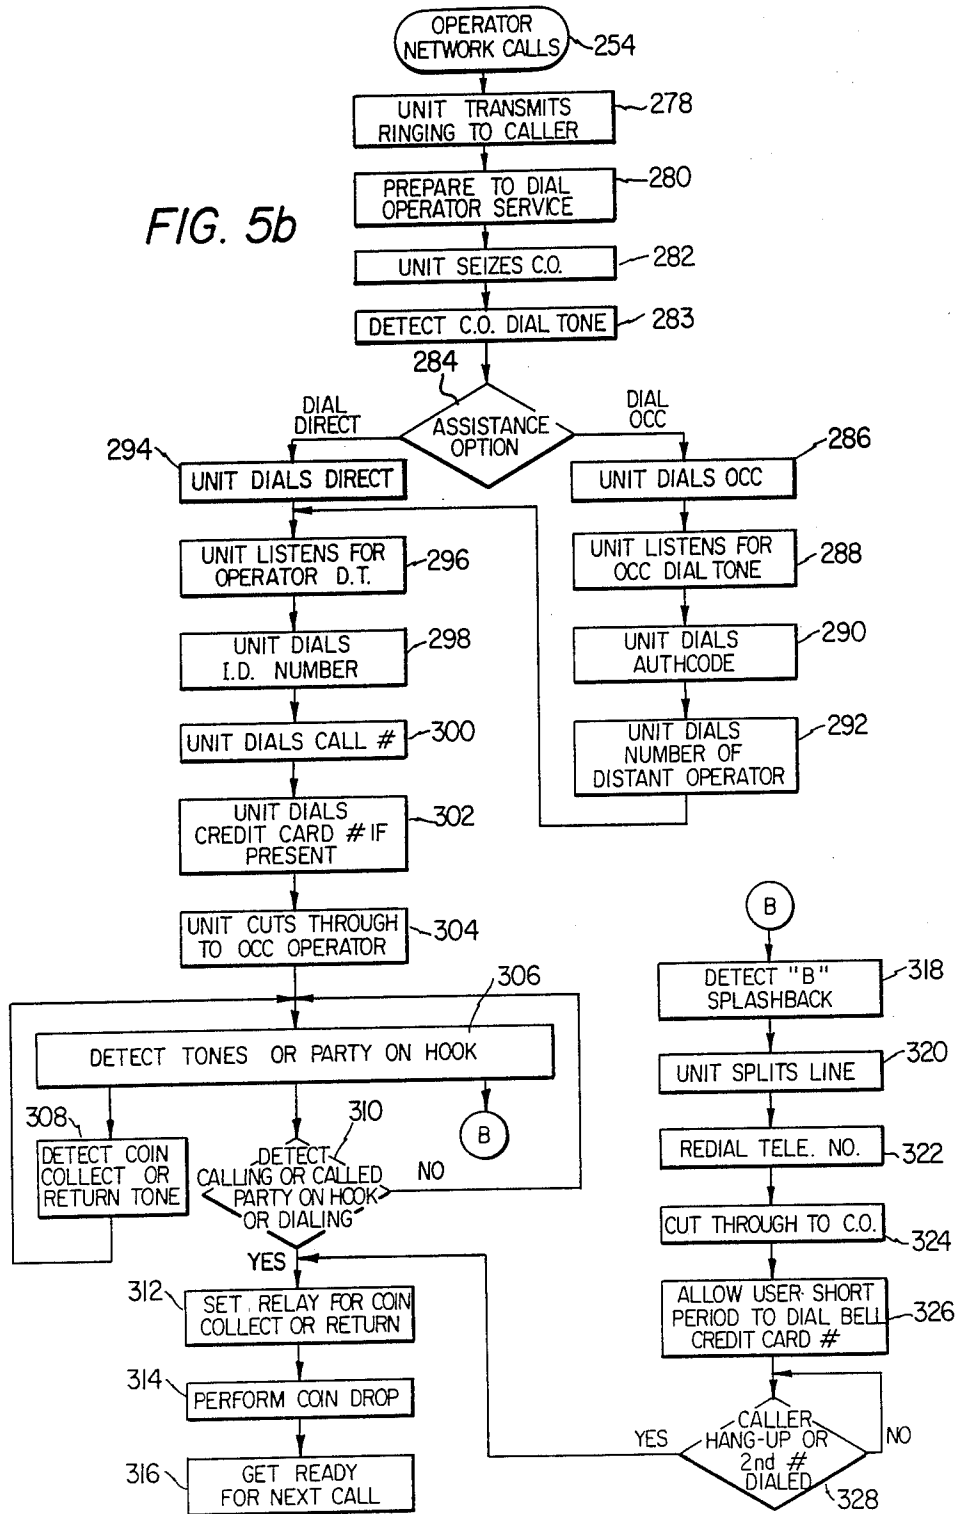 OPERATOR
NETWORK CALLS
254
UNIT TRANSMITS
RINGING TO CALLER
278
PREPARE TO DIAL
OPERATOR SERVICE
280
FIG. 5b
UNIT SEIZES C.O.
282
DETECT C.O. DIAL TONE
283
284
ASSISTANCE
OPTION
DIAL
DIRECT
DIAL
OCC
294
UNIT DIALS DIRECT
286
UNIT DIALS OCC
UNIT LISTENS FOR
OPERATOR D.T.
296
UNIT LISTENS FOR
OCC DIAL TONE
288
UNIT DIALS
I.D. NUMBER
298
UNIT DIALS
AUTHCODE
290
UNIT DIALS CALL #
300
UNIT DIALS
NUMBER OF
DISTANT OPERATOR
292
UNIT DIALS
CREDIT CARD # IF
PRESENT
302
UNIT CUTS THROUGH
TO OCC OPERATOR
304
306
DETECT TONES OR PARTY ON HOOK
308
DETECT COIN
COLLECT OR
RETURN TONE
310
DETECT
CALLING OR CALLED
PARTY ON HOOK
OR DIALING
NO
B
YES
312
SET RELAY FOR COIN
COLLECT OR RETURN
314
PERFORM COIN DROP
316
GET READY
FOR NEXT CALL
B
DETECT "B"
SPLASHBACK
318
UNIT SPLITS LINE
320
REDIAL TELE. NO.
322
CUT THROUGH TO C.O.
324
ALLOW USER SHORT
PERIOD TO DIAL BELL
CREDIT CARD #
326
CALLER
HANG-UP OR
2nd #
DIALED
YES
NO
328